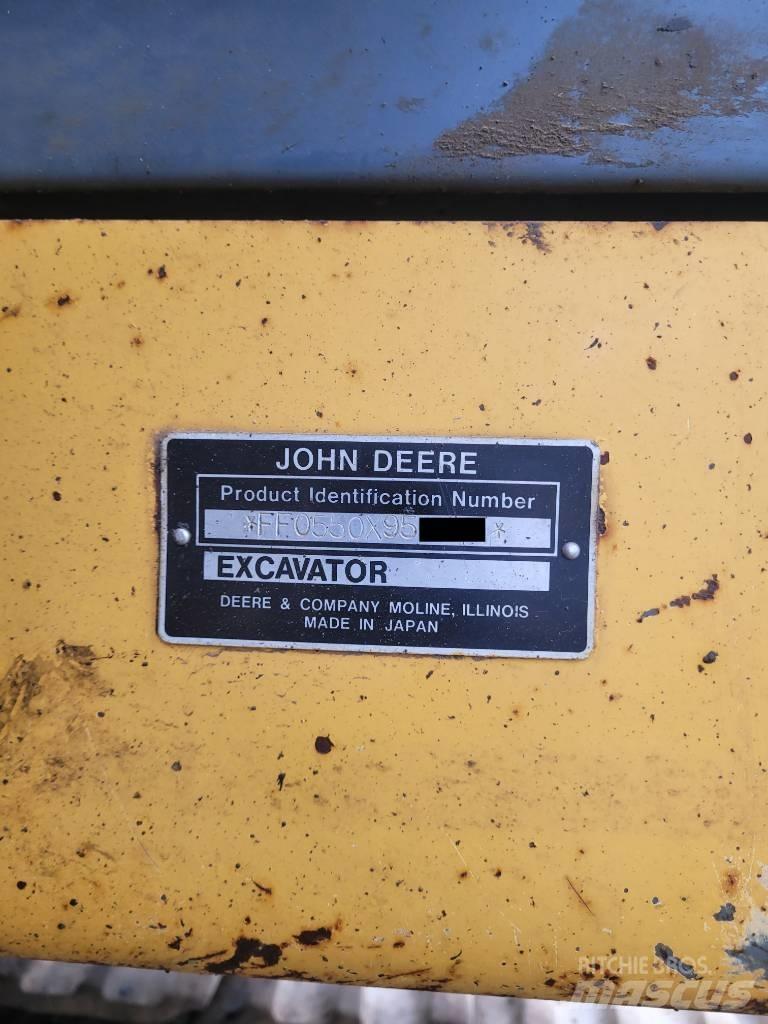 JOHN DEERE
Product Identification Number
*FF0550X95 *
EXCAVATOR
DEERE & COMPANY MOLINE, ILLINOIS
MADE IN JAPAN
RITCHIE BROS.
MASCUS